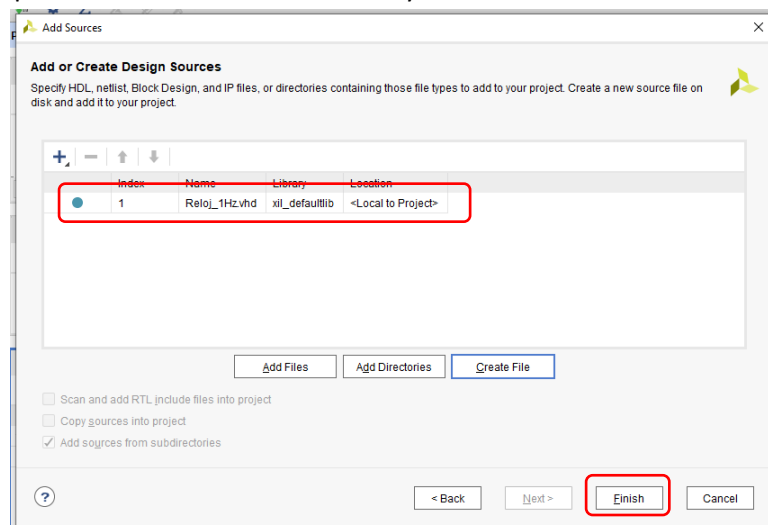 Add Sources
Add or Create Design Sources
Specify HDL, netlist, Block Design, and IP files, or directories containing those file types to add to your project. Create a new source file on
disk and add it to your project.
Index Name Library Location
1 Reloj_1Hz.vhd xil_defaultlib <Local to Project>
Add Files Add Directories Create File
Scan and add RTL include files into project
Copy sources into project
Add sources from subdirectories
? < Back Next > Finish Cancel